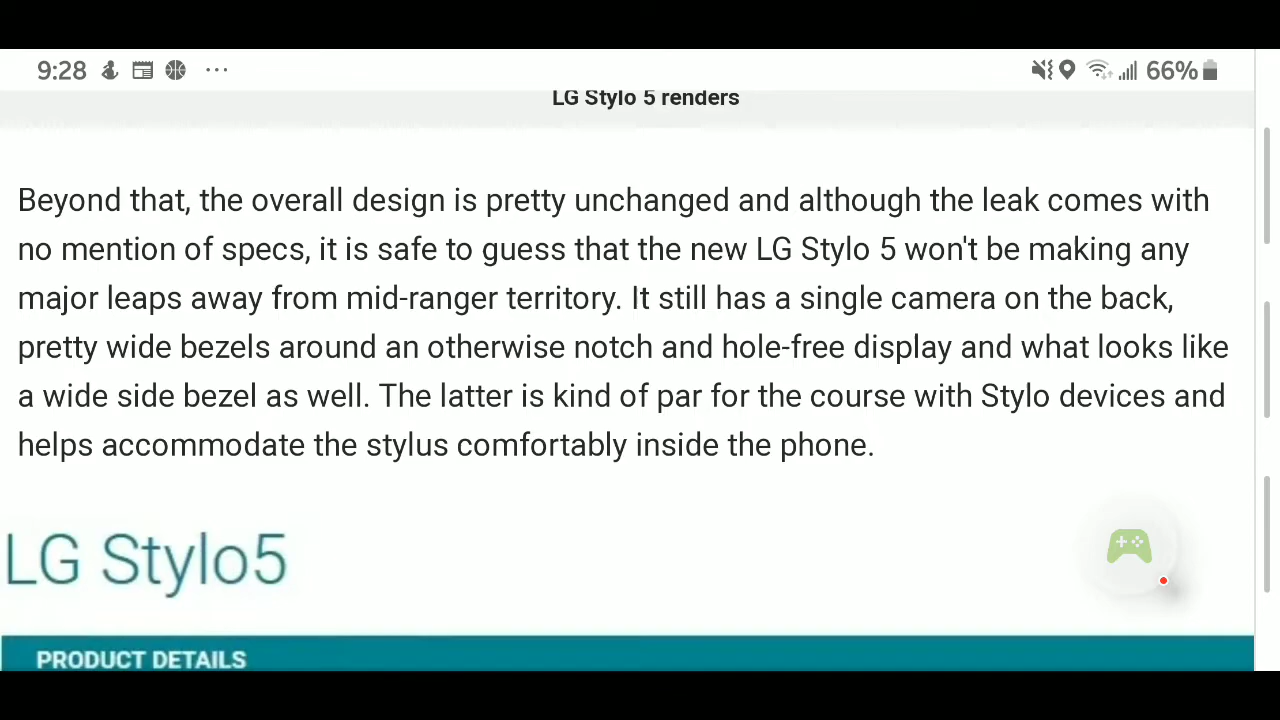 9:28 ... 66%
LG Stylo 5 renders
Beyond that, the overall design is pretty unchanged and although the leak comes with
no mention of specs, it is safe to guess that the new LG Stylo 5 won't be making any
major leaps away from mid-ranger territory. It still has a single camera on the back,
pretty wide bezels around an otherwise notch and hole-free display and what looks like
a wide side bezel as well. The latter is kind of par for the course with Stylo devices and
helps accommodate the stylus comfortably inside the phone.
LG Stylo5
PRODUCT DETAILS